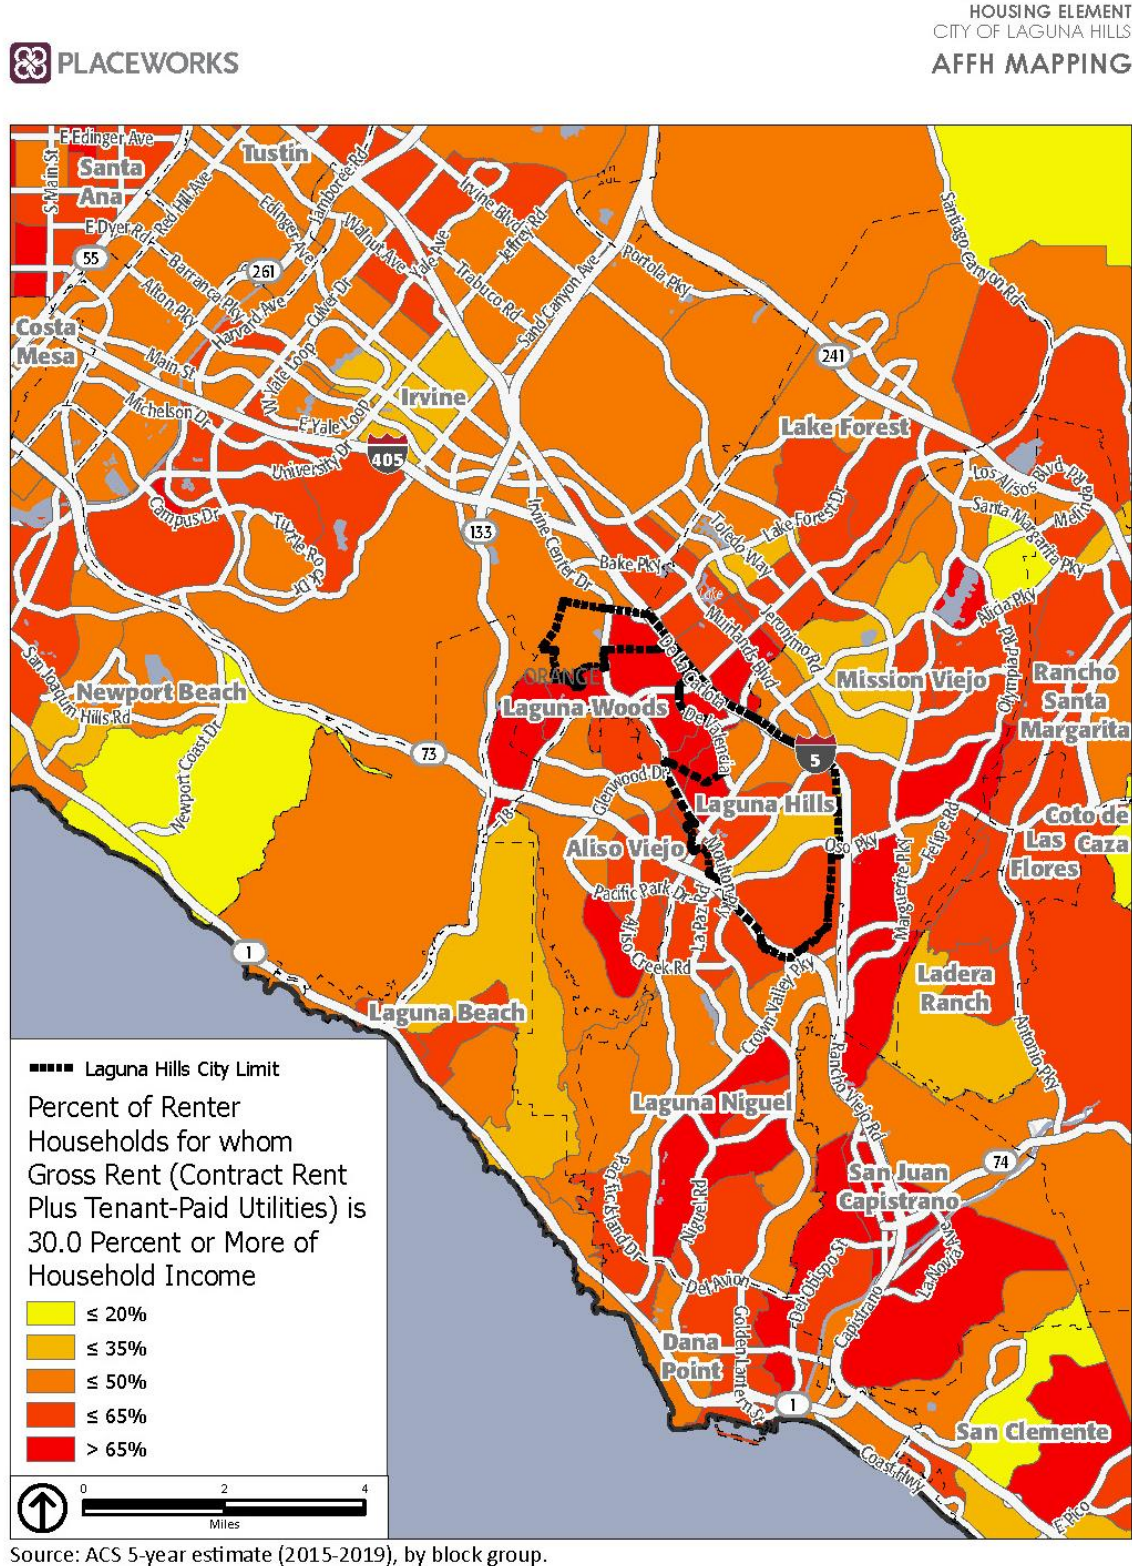 HOUSING ELEMENT
CITY OF LAGUNA HILLS
AFFH MAPPING
PLACEWORKS
E Edinger Ave
Santa
Ana
Tustin
S Main St
Red Hill Ave
Jamboree Rd
Edinger Ave
Walnut Ave
Irvine Blvd
Jeffrey Rd
Yale Ave
E Dyer Rd
55
261
Barranca Pky
Alton Pky
Harvard Ave
Culver Dr
Trabuco Rd
Sand Canyon Ave
Portola Pky
Santiago Canyon Rd
Costa
Mesa
Main St
Michelson Dr
W Yale Loop
E Yale Loop
Irvine
241
Lake Forest
405
University Dr
Campus Dr
Turtle Rock Dr
133
Irvine Center Dr
Bake Pky
Toledo Way
Lake Forest Dr
Los Alisos Blvd
Melinda Rd
Santa Margarita Pky
Alicia Pky
Olympiad Rd
Lake
Muirlands Blvd
Jeronimo Rd
Mission Viejo
Rancho
Santa
Margarita
San Joaquin Hills Rd
Newport Beach
Newport Coast Dr
73
ORANGE
Laguna Woods
De La Carlota
De Valencia
5
Glenwood Dr
Laguna Hills
18
Aliso Viejo
Moulton Pky
Oso Pky
Felipe Rd
Marguerite Pky
Coto de
Caza
Las
Flores
Pacific Park Dr
La Paz Rd
Aliso Creek Rd
Crown Valley Pky
1
Laguna Beach
Ladera
Ranch
Antonio Pky
Rancho Viejo Rd
Laguna Niguel
Pacific Island Dr
Niguel Rd
San Juan
Capistrano
74
La Novia Ave
Del Obispo St
Del Avion
Golden Lantern St
Capistrano
Dana
Point
1
2
San Clemente
Coast Hwy
E Pico
Laguna Hills City Limit
Percent of Renter
Households for whom
Gross Rent (Contract Rent
Plus Tenant-Paid Utilities) is
30.0 Percent or More of
Household Income
≤ 20%
≤ 35%
≤ 50%
≤ 65%
> 65%
0 2 4
Miles
Source: ACS 5-year estimate (2015-2019), by block group.